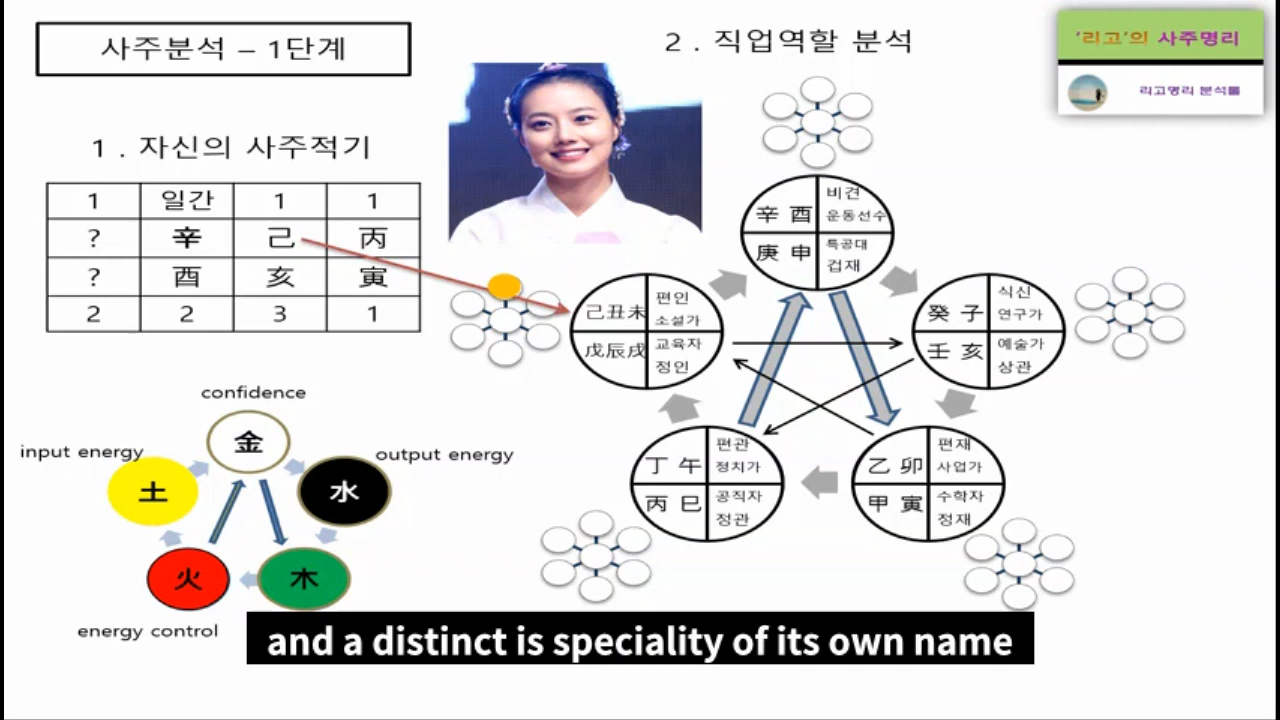 사주분석 – 1단계
2 . 직업역할 분석
'리고'의 사주명리
리고명리 분석틀
1 . 자신의 사주적기
1 일간 1 1
? 辛 己 丙
? 酉 亥 寅
2 2 3 1
辛 酉 비견
운동선수
庚 申 특공대
겁재
己丑未 편인
소설가
戊辰戌 교육자
정인
癸 子 식신
연구가
壬 亥 예술가
상관
丁 午 편관
정치가
丙 巳 공직자
정관
乙 卯 편재
사업가
甲 寅 수학자
정재
confidence
金
input energy
output energy
土
水
火
木
energy control
and a distinct is speciality of its own name